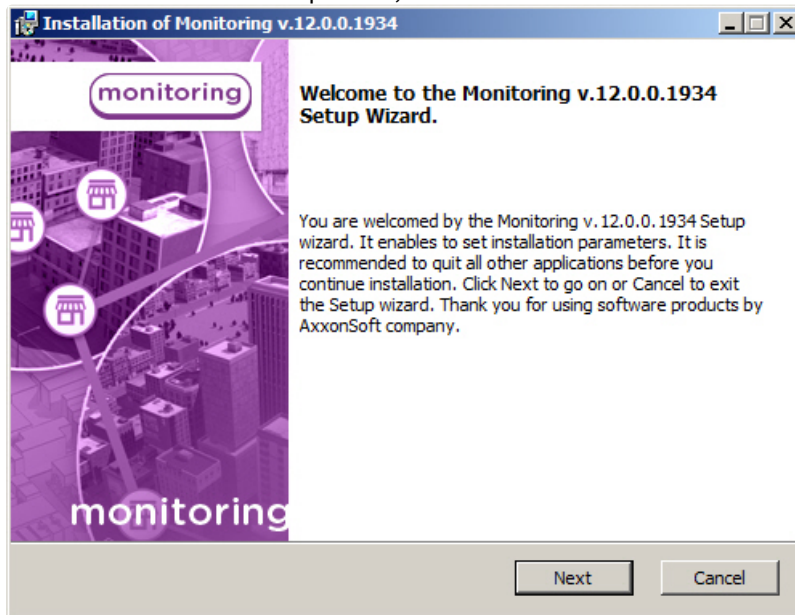 Installation of Monitoring v.12.0.0.1934
monitoring
Welcome to the Monitoring v.12.0.0.1934
Setup Wizard.
You are welcomed by the Monitoring v.12.0.0.1934 Setup
wizard. It enables to set installation parameters. It is
recommended to quit all other applications before you
continue installation. Click Next to go on or Cancel to exit
the Setup wizard. Thank you for using software products by
AxxonSoft company.
monitoring
Next
Cancel